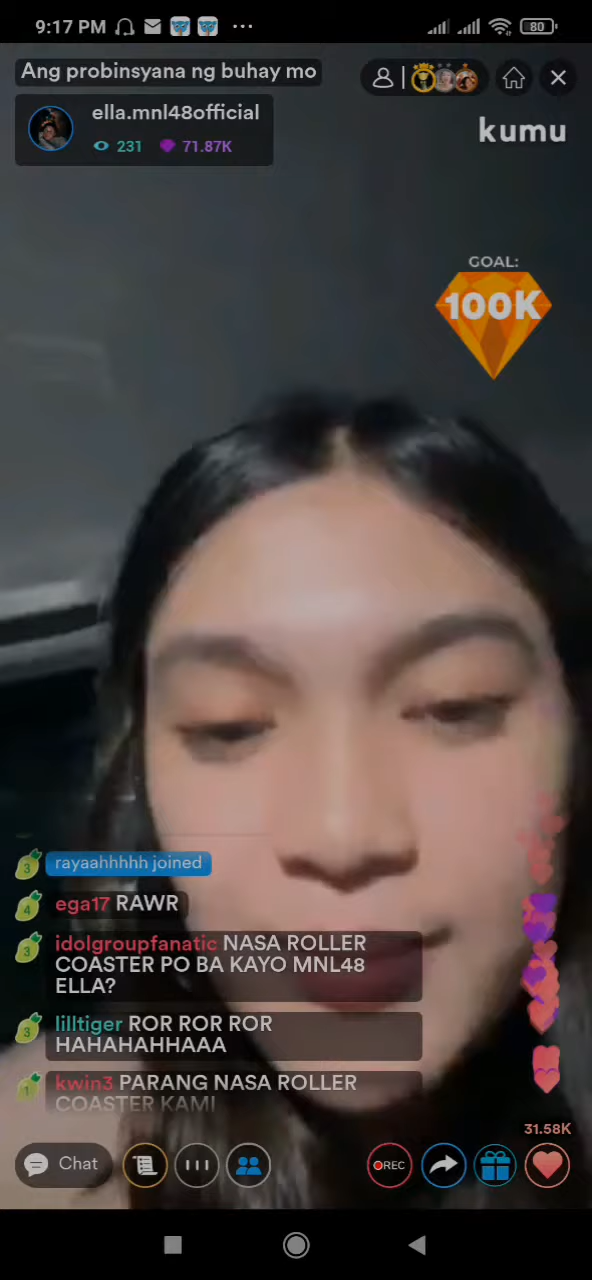 9:17 PM
80
Ang probinsyana ng buhay mo
ella.mnl48official
231 71.87K
kumu
GOAL:
100K
3 rayaahhhhh joined
4 ega17 RAWR
3 idolgroupfanatic NASA ROLLER
COASTER PO BA KAYO MNL48
ELLA?
3 lilltiger ROR ROR ROR
HAHAHAHHAAA
1 kwin3 PARANG NASA ROLLER
COASTER KAMI
31.58K
Chat
REC